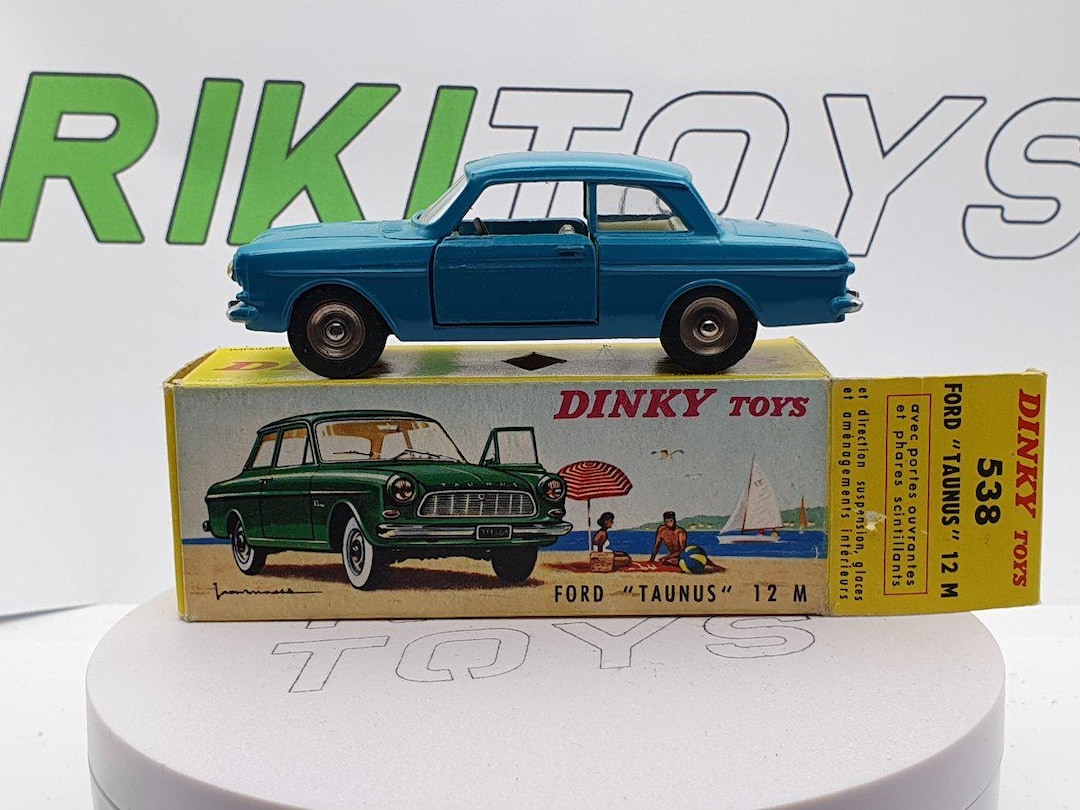 RIKITOYS
DINKY TOYS
TAUNUS
FORD "TAUNUS" 12 M
DINKY TOYS
538
FORD "TAUNUS" 12 M
avec portes ouvrantes
et phares scintillants
et direction suspension, glaces
et aménagements intérieurs
TOYS